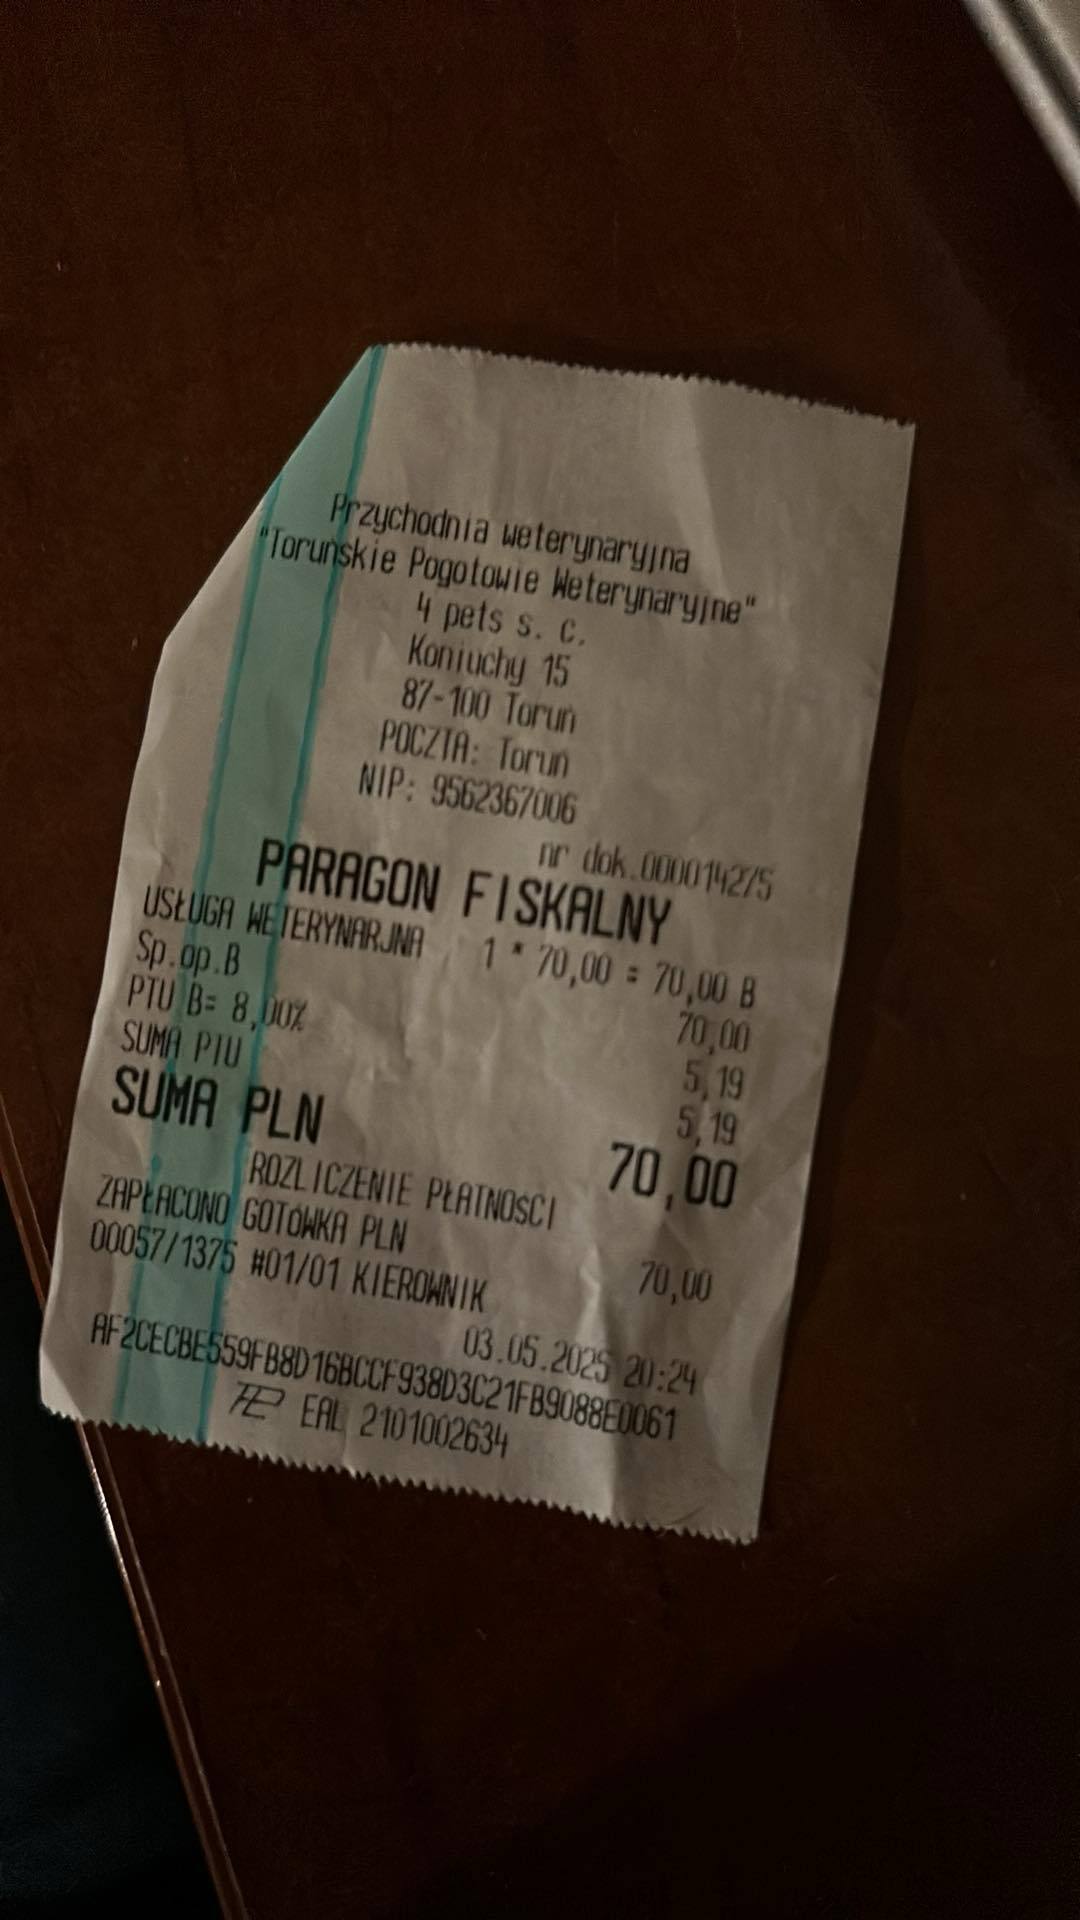 Przychodnia weterynaryjna
"Toruńskie Pogotowie Weterynaryjne"
4 pets s. c.
Koniuchy 15
87-100 Toruń
POCZTA: Toruń
NIP: 9562367006
nr dok.000014275
PARAGON FISKALNY
USŁUGA WETERYNARJNA 1 * 70,00 = 70,00 B
Sp.op.B 70,00
PTU B= 8,00% 5,19
SUMA PTU 5,19
SUMA PLN 70,00
ROZLICZENIE PŁATNOŚCI
ZAPŁACONO GOTÓWKA PLN 70,00
00057/1375 #01/01 KIEROWNIK
03.05.2025 20:24
AF2CECBE559FB8D16BCCF938D3C21FB9088E0061
EAL 2101002634